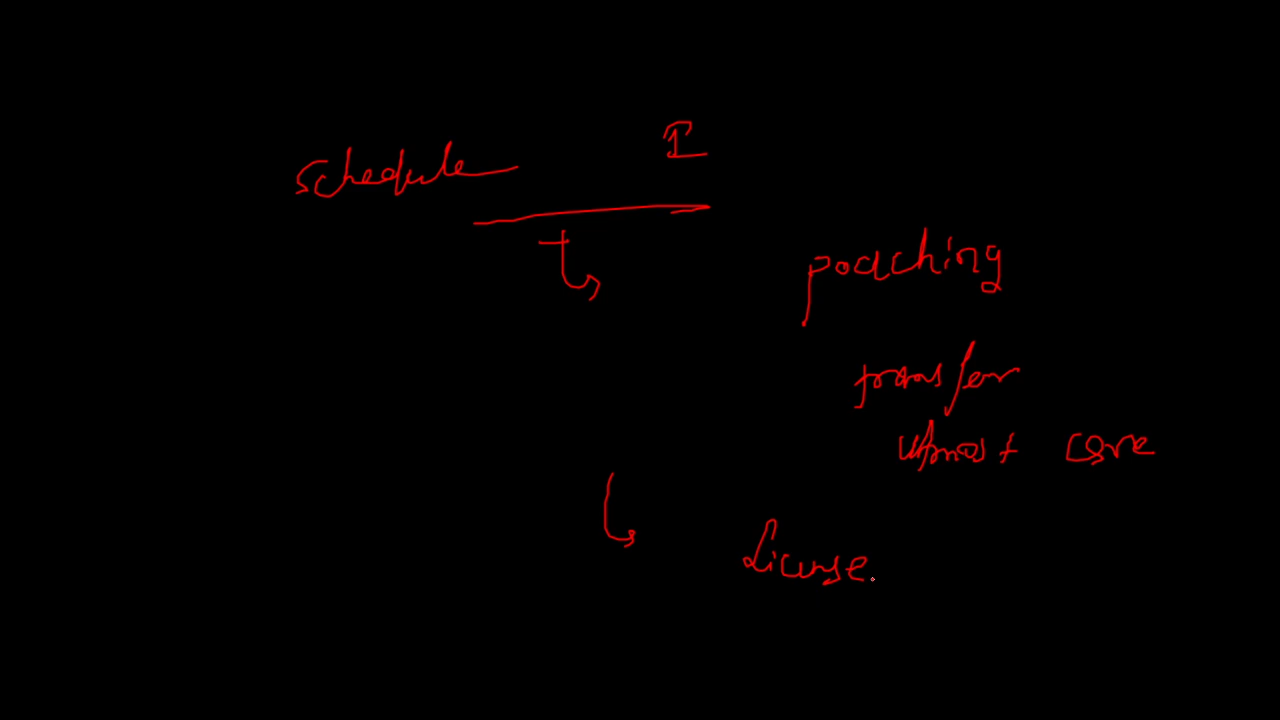 schedule I
poaching
transfer
utmost care
License.